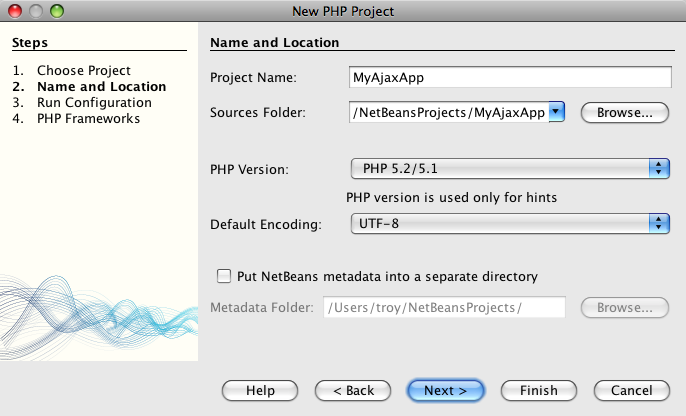 New PHP Project
Steps
1. Choose Project
2. Name and Location
3. Run Configuration
4. PHP Frameworks
Name and Location
Project Name: MyAjaxApp
Sources Folder: /NetBeansProjects/MyAjaxApp Browse...
PHP Version: PHP 5.2/5.1
PHP version is used only for hints
Default Encoding: UTF-8
Put NetBeans metadata into a separate directory
Metadata Folder: /Users/troy/NetBeansProjects/ Browse...
Help < Back Next > Finish Cancel